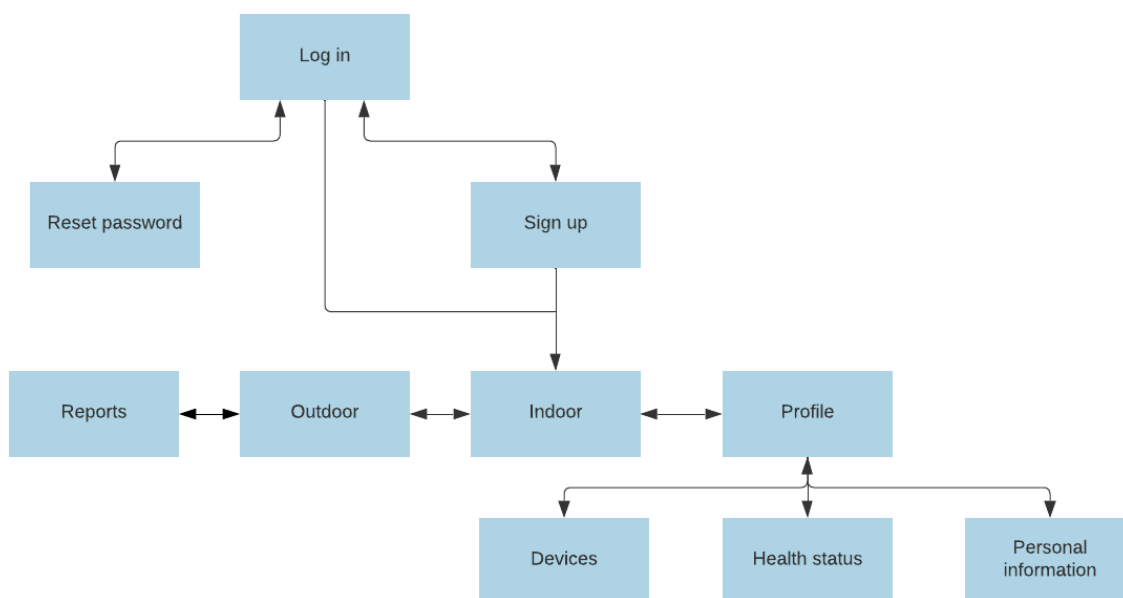 Log in
Reset password
Sign up
Reports
Outdoor
Indoor
Profile
Devices
Health status
Personal
information